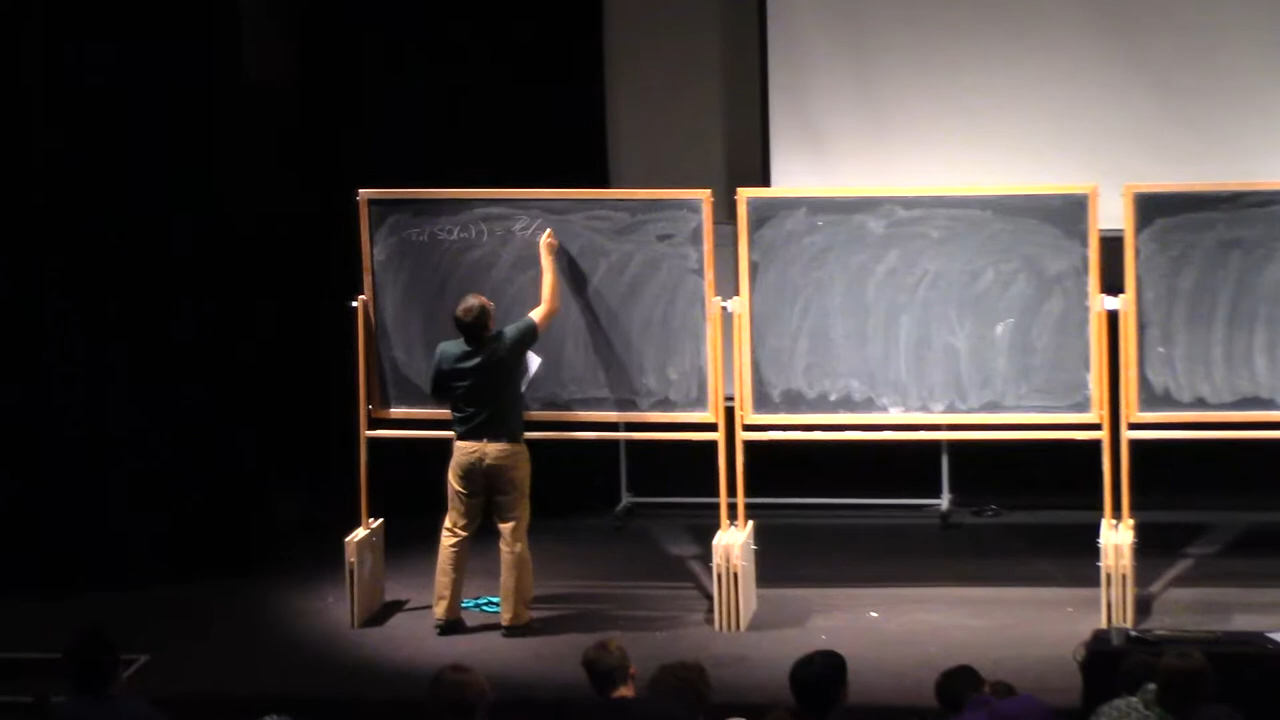 π₁(SO(n)) = ℤ/2